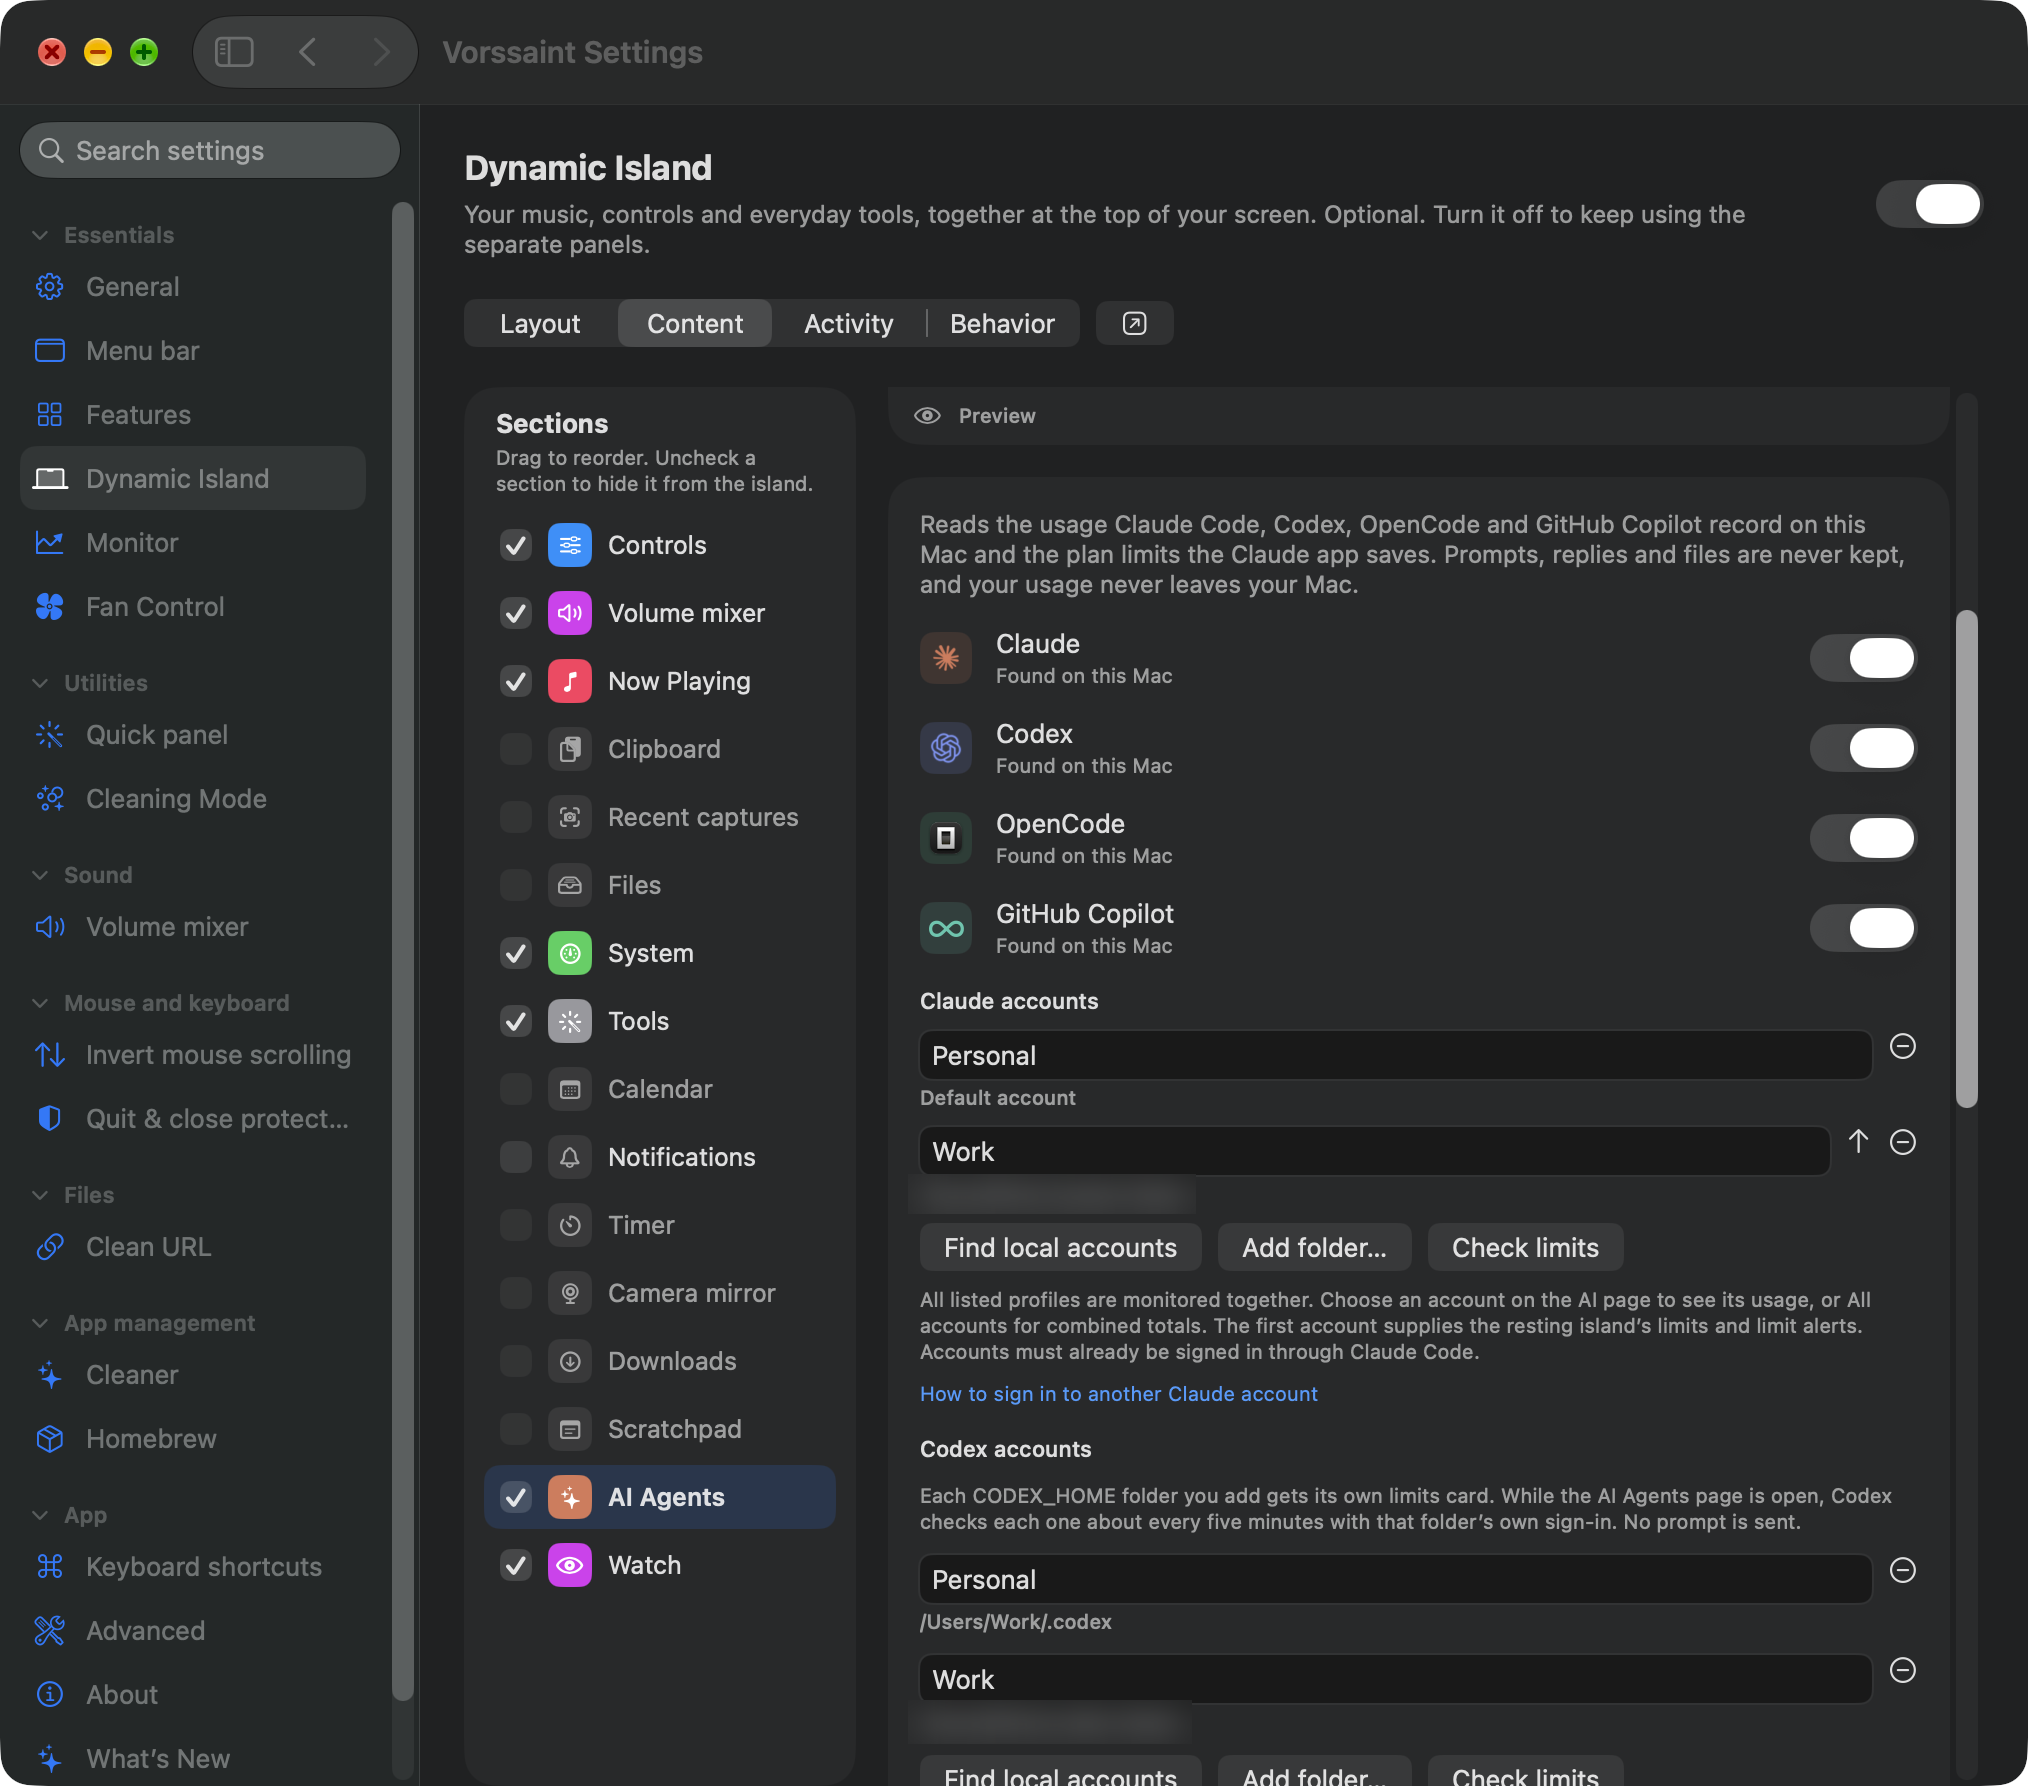 Vorssaint Settings
Search settings
Essentials
General
Menu bar
Features
Dynamic Island
Monitor
Fan Control
Utilities
Quick panel
Cleaning Mode
Sound
Volume mixer
Mouse and keyboard
Invert mouse scrolling
Quit & close protect...
Files
Clean URL
App management
Cleaner
Homebrew
App
Keyboard shortcuts
Advanced
About
What’s New
Dynamic Island
Your music, controls and everyday tools, together at the top of your screen. Optional. Turn it off to keep using the
separate panels.
Layout
Content
Activity
Behavior
Sections
Drag to reorder. Uncheck a
section to hide it from the island.
Controls
Volume mixer
Now Playing
Clipboard
Recent captures
Files
System
Tools
Calendar
Notifications
Timer
Camera mirror
Downloads
Scratchpad
AI Agents
Watch
Preview
Reads the usage Claude Code, Codex, OpenCode and GitHub Copilot record on this
Mac and the plan limits the Claude app saves. Prompts, replies and files are never kept,
and your usage never leaves your Mac.
Claude
Found on this Mac
Codex
Found on this Mac
OpenCode
Found on this Mac
GitHub Copilot
Found on this Mac
Claude accounts
Personal
Default account
Work
Find local accounts
Add folder...
Check limits
All listed profiles are monitored together. Choose an account on the AI page to see its usage, or All
accounts for combined totals. The first account supplies the resting island’s limits and limit alerts.
Accounts must already be signed in through Claude Code.
How to sign in to another Claude account
Codex accounts
Each CODEX_HOME folder you add gets its own limits card. While the AI Agents page is open, Codex
checks each one about every five minutes with that folder’s own sign-in. No prompt is sent.
Personal
/Users/Work/.codex
Work
Find local accounts
Add folder...
Check limits